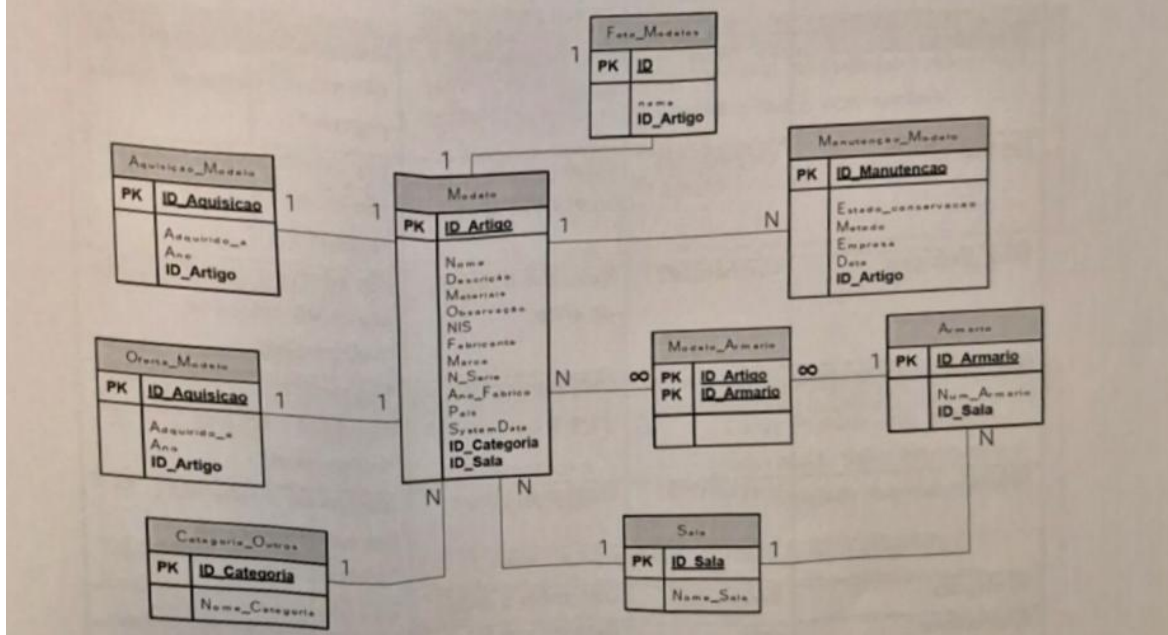 Foto_Modelos
1
PK ID
nome
ID_Artigo
Aquisicao_Modelo
PK ID_Aquisicao
Adquirido_a
Ano
ID_Artigo
1
1
1
Modelo
PK ID_Artigo
Nome
Descrição
Materiais
Observação
NIS
Fabricante
Marca
N_Serie
Ano_Fabrico
Pais
SystemDate
ID_Categoria
ID_Sala
1
N
Manutenção_Modelo
PK ID_Manutencao
Estado_conservacao
Metodo
Empresa
Data
ID_Artigo
Oferta_Modelo
PK ID_Aquisicao
Adquirido_a
Ano
ID_Artigo
1
1
N
∞
Modelo_Armario
PK ID_Artigo
PK ID_Armario
∞
1
Armario
PK ID_Armario
Num_Armario
ID_Sala
N
N
N
Categoria_Outros
PK ID_Categoria
Nome_Categoria
1
1
Sala
PK ID_Sala
Nome_Sala
1